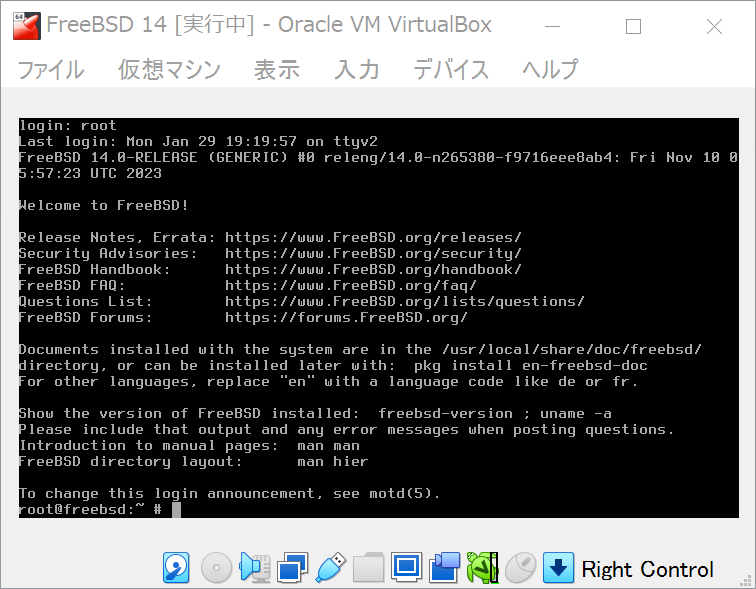 64
FreeBSD 14 [実行中] - Oracle VM VirtualBox
ファイル 仮想マシン 表示 入力 デバイス ヘルプ
login: root
Last login: Mon Jan 29 19:19:57 on ttyv2
FreeBSD 14.0-RELEASE (GENERIC) #0 releng/14.0-n265380-f9716eee8ab4: Fri Nov 10 0
5:57:23 UTC 2023
Welcome to FreeBSD!
Release Notes, Errata: https://www.FreeBSD.org/releases/
Security Advisories:   https://www.FreeBSD.org/security/
FreeBSD Handbook:      https://www.FreeBSD.org/handbook/
FreeBSD FAQ:           https://www.FreeBSD.org/faq/
Questions List:        https://www.FreeBSD.org/lists/questions/
FreeBSD Forums:        https://forums.FreeBSD.org/
Documents installed with the system are in the /usr/local/share/doc/freebsd/
directory, or can be installed later with:  pkg install en-freebsd-doc
For other languages, replace "en" with a language code like de or fr.
Show the version of FreeBSD installed:  freebsd-version ; uname -a
Please include that output and any error messages when posting questions.
Introduction to manual pages:  man man
FreeBSD directory layout:      man hier
To change this login announcement, see motd(5).
root@freebsd:~ #
Right Control